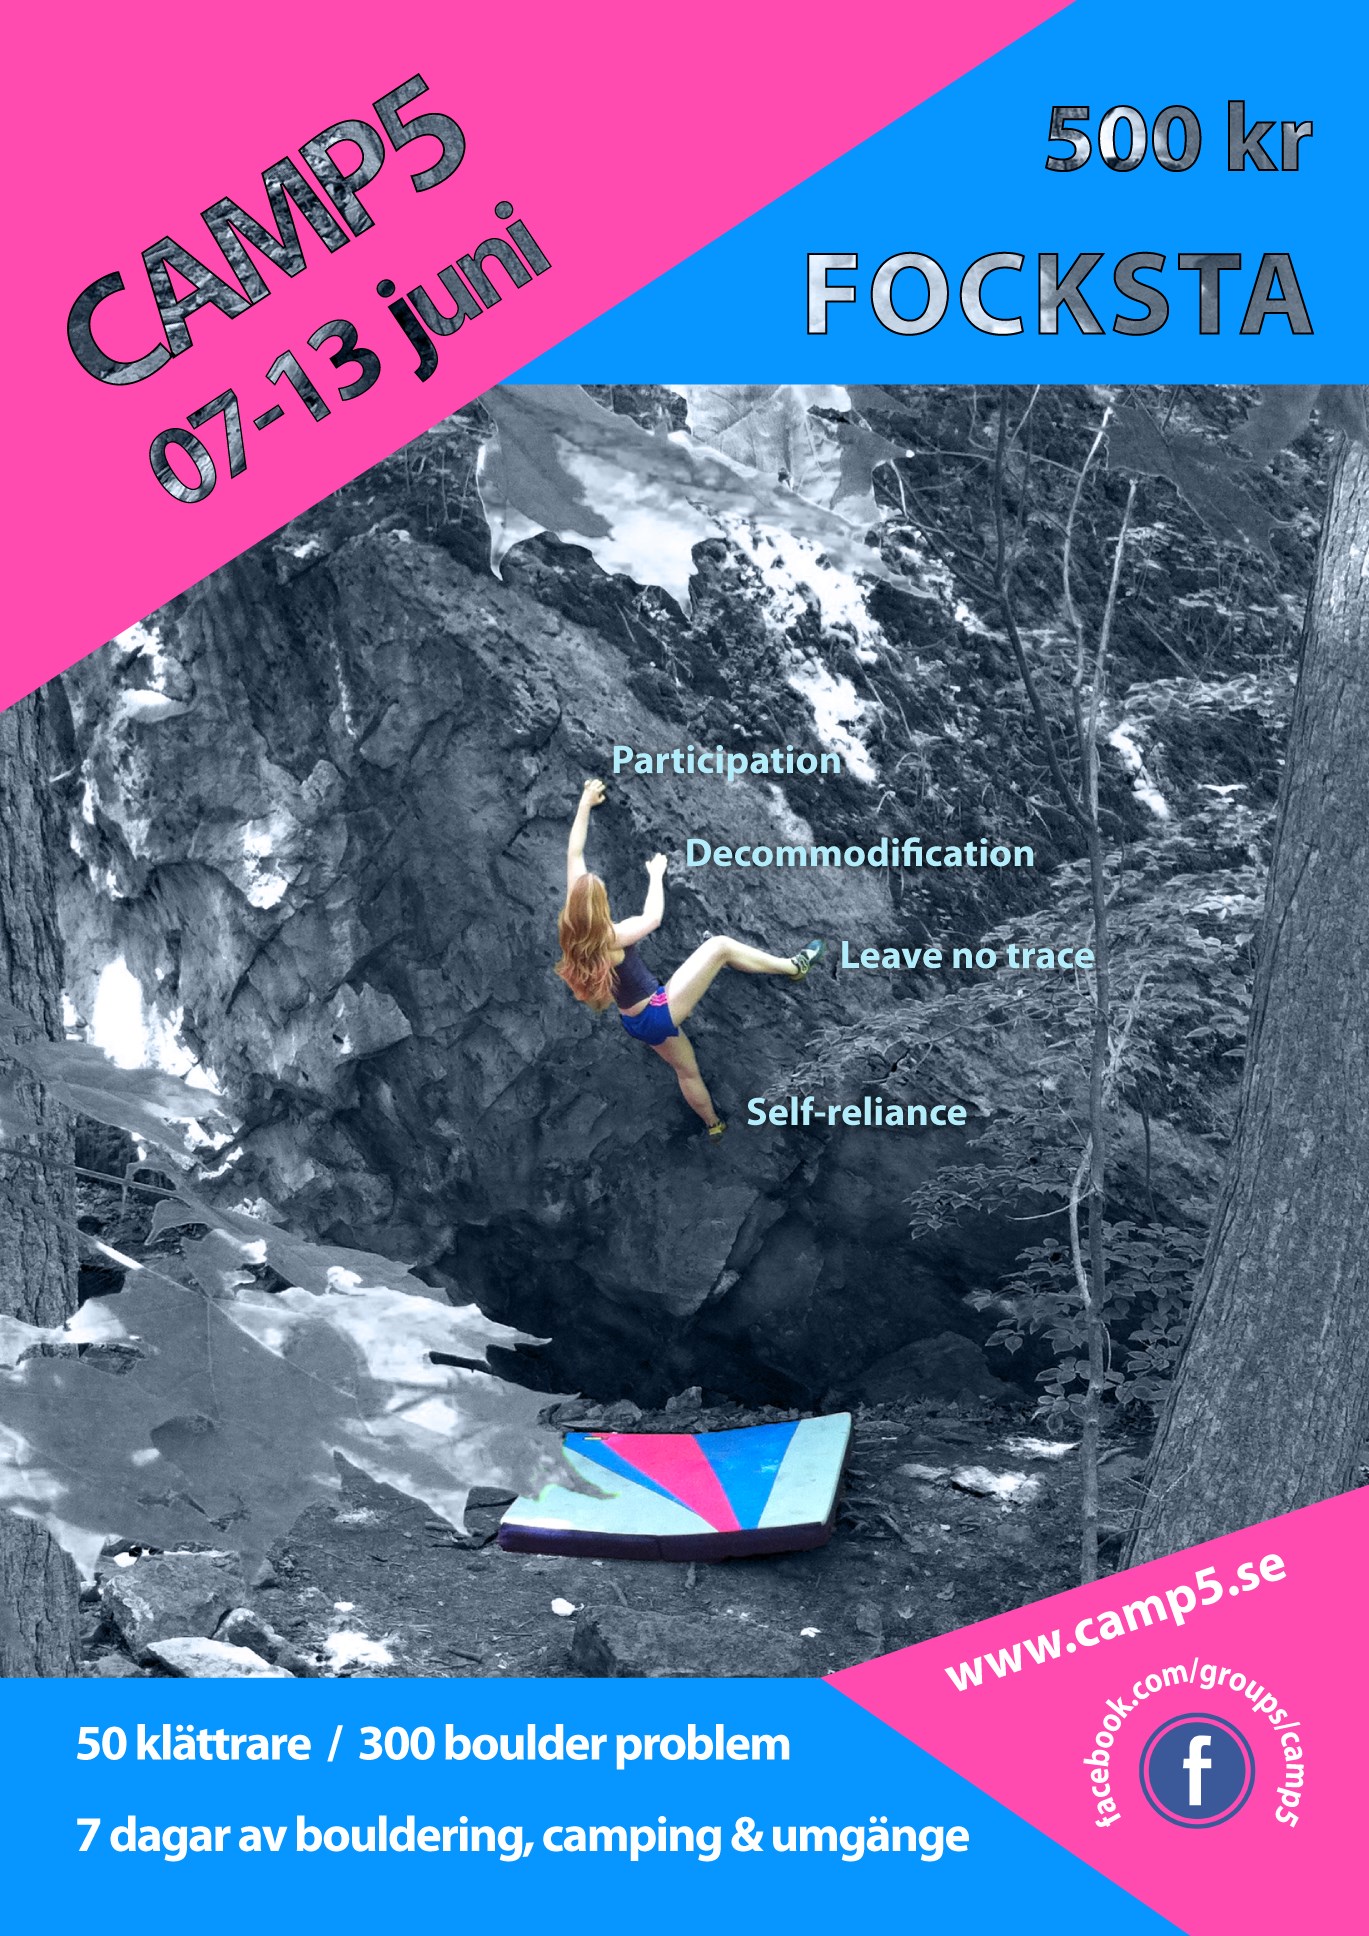 CAMP5
07-13 juni
500 kr
FOCKSTA
Participation
Decommodification
Leave no trace
Self-reliance
www.camp5.se
facebook.com/groups/camp5
f
50 klättrare / 300 boulder problem
7 dagar av bouldering, camping & umgänge